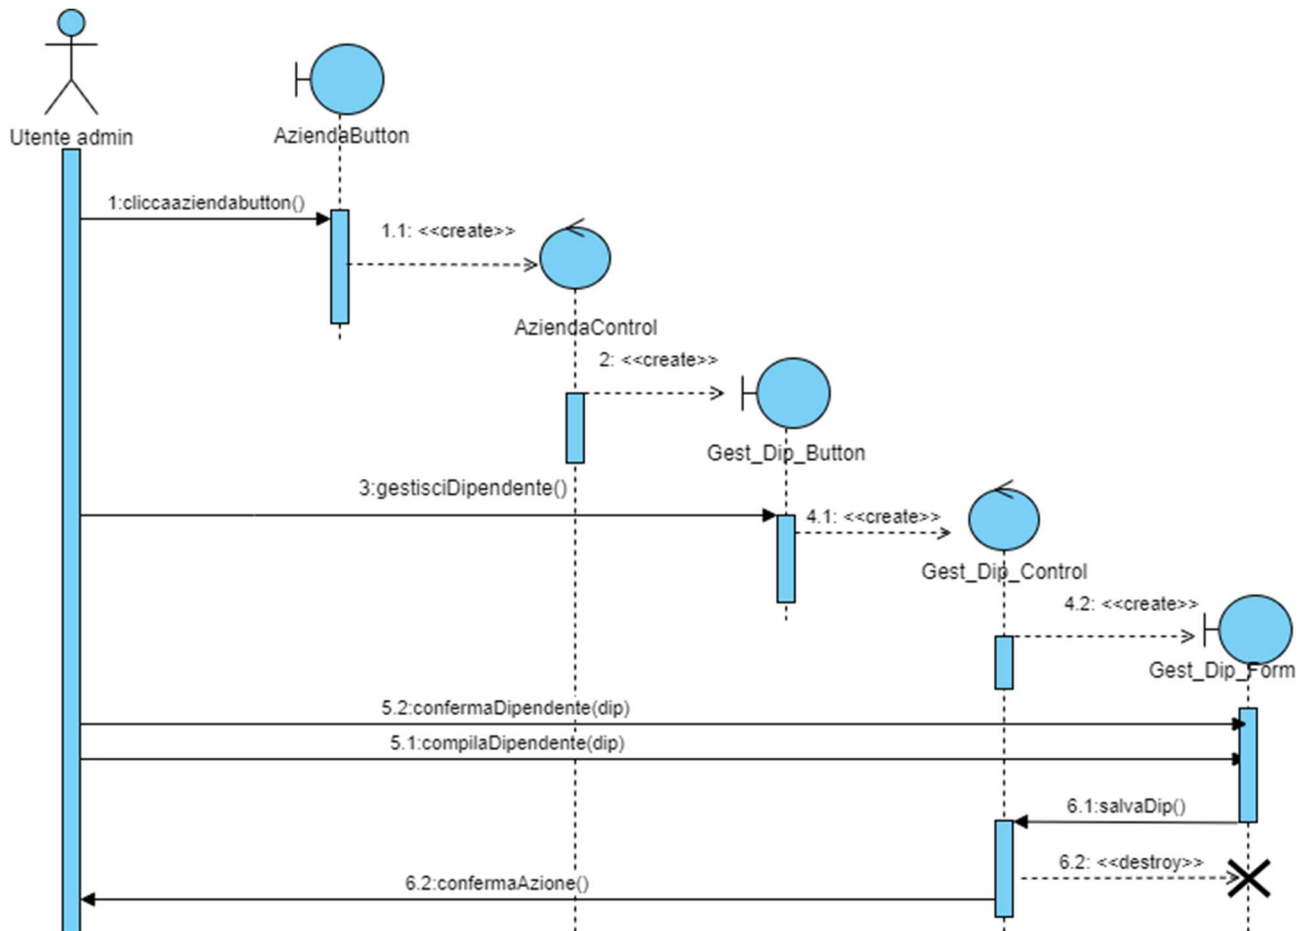 Utente admin
AziendaButton
1:cliccaaziendabutton()
1.1: <<create>>
AziendaControl
2: <<create>>
Gest_Dip_Button
3:gestisciDipendente()
4.1: <<create>>
Gest_Dip_Control
4.2: <<create>>
Gest_Dip_Form
5.2:confermaDipendente(dip)
5.1:compilaDipendente(dip)
6.1:salvaDip()
6.2: <<destroy>>
6.2:confermaAzione()